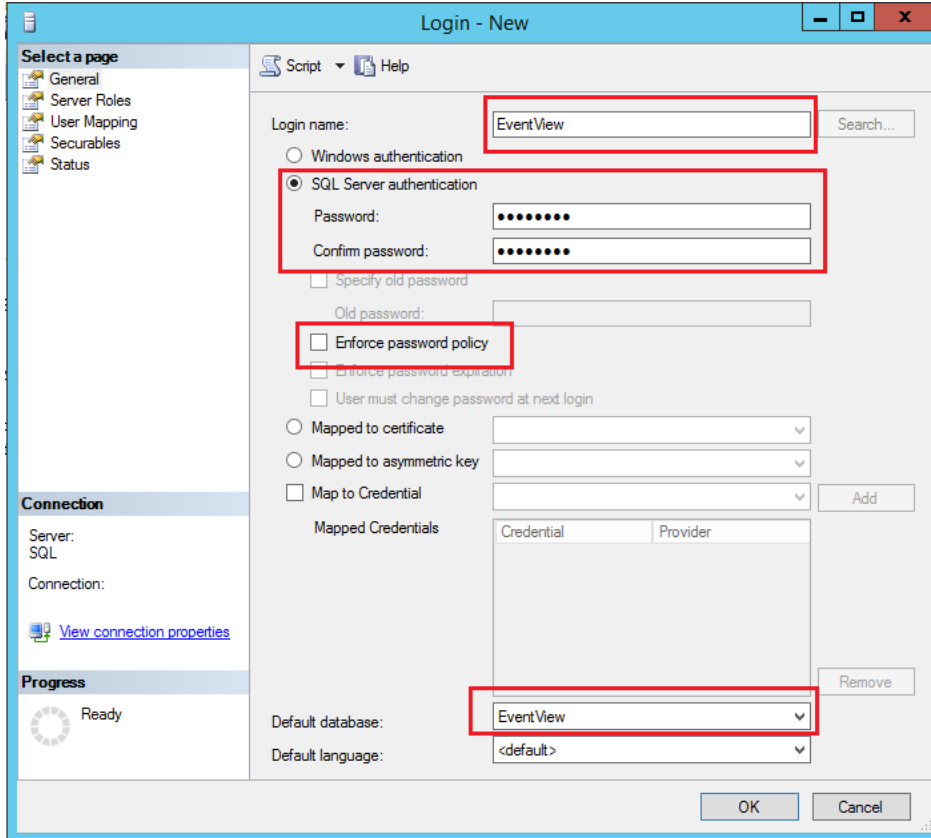 Login - New
Select a page
General
Server Roles
User Mapping
Securables
Status
Script
Help
Login name:
EventView
Search...
Windows authentication
SQL Server authentication
Password:
●●●●●●●●
Confirm password:
●●●●●●●●
Specify old password
Old password:
Enforce password policy
Enforce password expiration
User must change password at next login
Mapped to certificate
Mapped to asymmetric key
Map to Credential
Add
Mapped Credentials
Credential Provider
Remove
Default database:
EventView
Default language:
<default>
Connection
Server:
SQL
Connection:
View connection properties
Progress
Ready
OK
Cancel